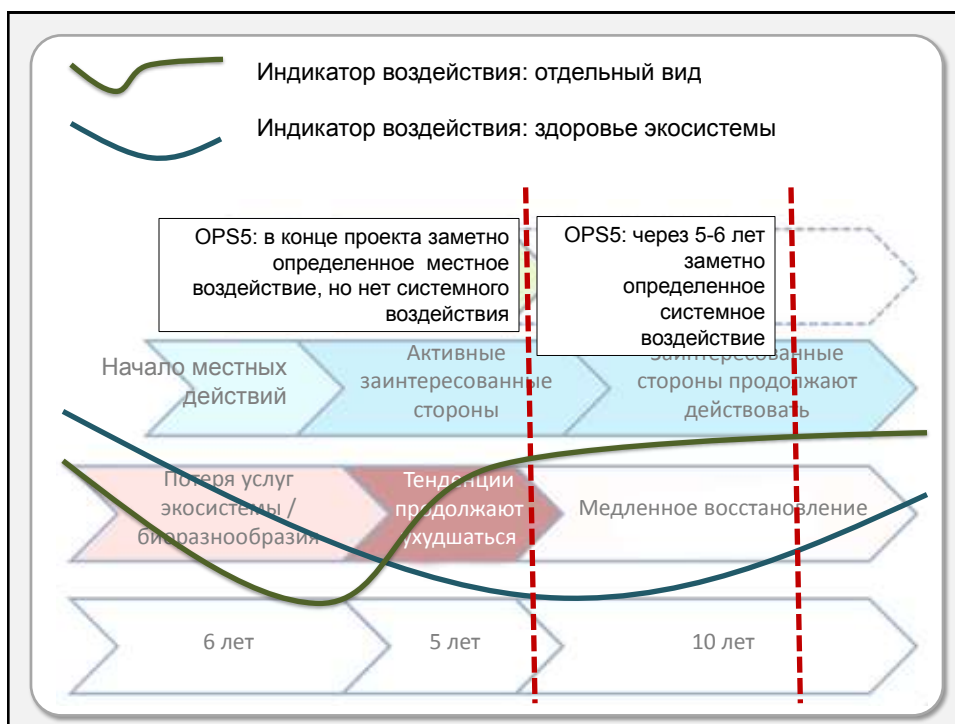 Индикатор воздействия: отдельный вид
Индикатор воздействия: здоровье экосистемы
OPS5: в конце проекта заметно
определенное местное
воздействие, но нет системного
воздействия
OPS5: через 5-6 лет
заметно
определенное
системное
воздействие
Начало местных
действий
Активные
заинтересованные
стороны
Заинтересованные
стороны продолжают
действовать
Потеря услуг
экосистемы /
биоразнообразия
Тенденции
продолжают
ухудшаться
Медленное восстановление
6 лет
5 лет
10 лет